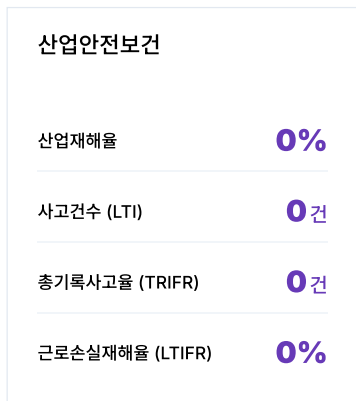 산업안전보건
산업재해율 0%
사고건수 (LTI) 0 건
총기록사고율 (TRIFR) 0 건
근로손실재해율 (LTIFR) 0%